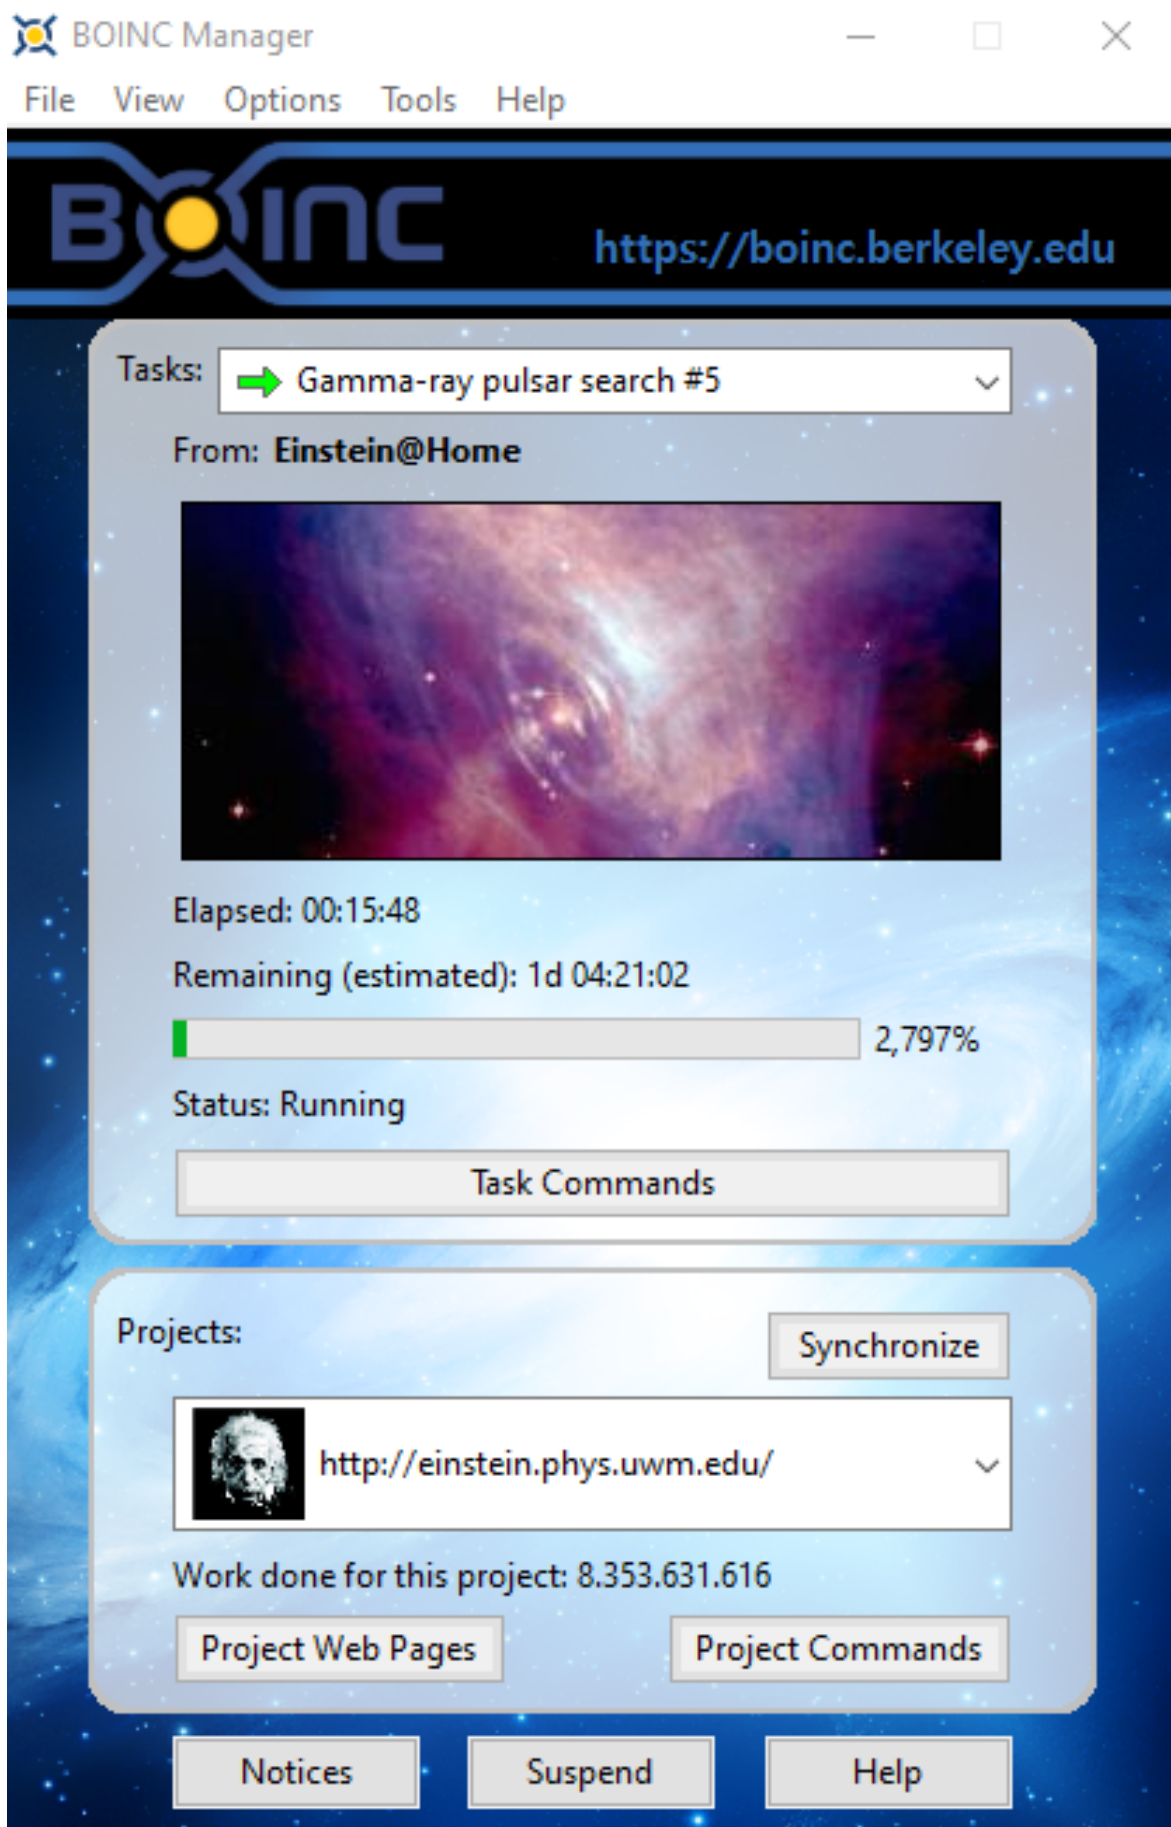 BOINC Manager
File View Options Tools Help
BOINC
https://boinc.berkeley.edu
Tasks: Gamma-ray pulsar search #5
From: Einstein@Home
Elapsed: 00:15:48
Remaining (estimated): 1d 04:21:02
2,797%
Status: Running
Task Commands
Projects:
Synchronize
http://einstein.phys.uwm.edu/
Work done for this project: 8.353.631.616
Project Web Pages Project Commands
Notices Suspend Help